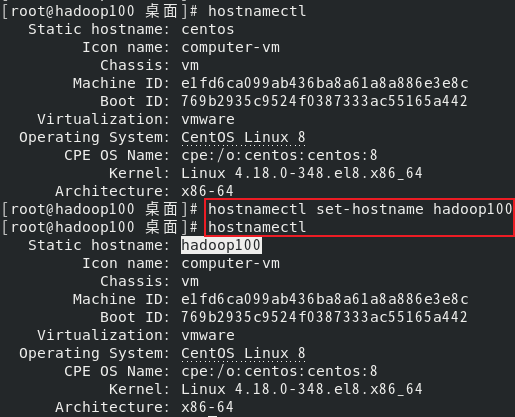 [root@hadoop100 桌面]# hostnamectl
Static hostname: centos
Icon name: computer-vm
Chassis: vm
Machine ID: e1fd6ca099ab436ba8a61a8a886e3e8c
Boot ID: 769b2935c9524f0387333ac55165a442
Virtualization: vmware
Operating System: CentOS Linux 8
CPE OS Name: cpe:/o:centos:centos:8
Kernel: Linux 4.18.0-348.el8.x86_64
Architecture: x86-64
[root@hadoop100 桌面]# hostnamectl set-hostname hadoop100
[root@hadoop100 桌面]# hostnamectl
Static hostname: hadoop100
Icon name: computer-vm
Chassis: vm
Machine ID: e1fd6ca099ab436ba8a61a8a886e3e8c
Boot ID: 769b2935c9524f0387333ac55165a442
Virtualization: vmware
Operating System: CentOS Linux 8
CPE OS Name: cpe:/o:centos:centos:8
Kernel: Linux 4.18.0-348.el8.x86_64
Architecture: x86-64